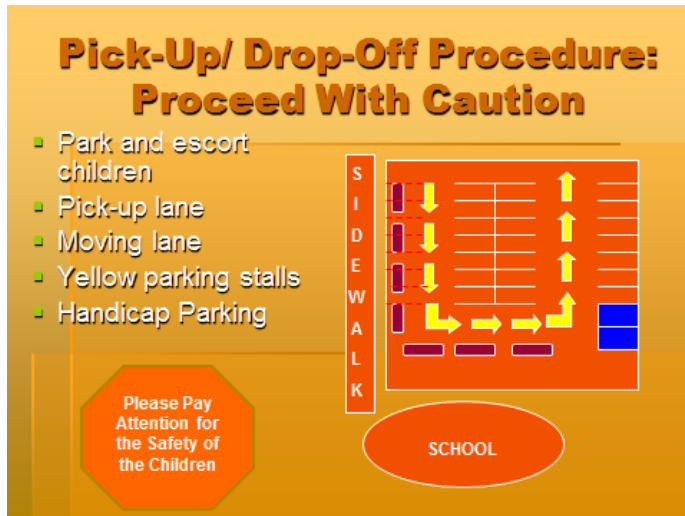 Pick-Up/ Drop-Off Procedure:
Proceed With Caution
Park and escort
children
Pick-up lane
Moving lane
Yellow parking stalls
Handicap Parking
S
I
D
E
W
A
L
K
Please Pay
Attention for
the Safety of
the Children
SCHOOL